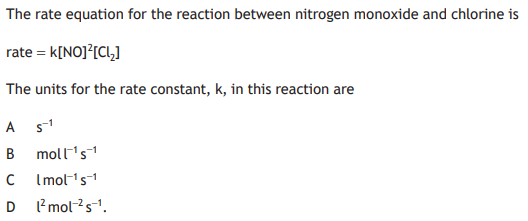 The rate equation for the reaction between nitrogen monoxide and chlorine is
rate = k[NO]²[Cl₂]
The units for the rate constant, k, in this reaction are
A s⁻¹
B mol l⁻¹ s⁻¹
C l mol⁻¹ s⁻¹
D l² mol⁻² s⁻¹.